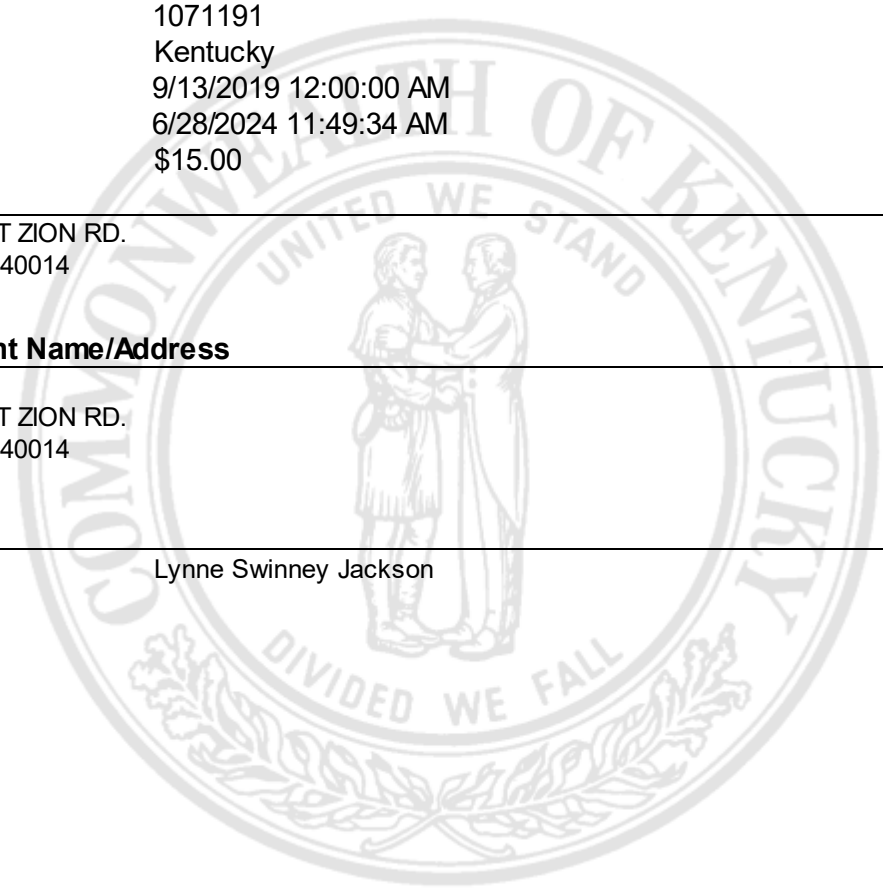 1071191
Kentucky
9/13/2019 12:00:00 AM
6/28/2024 11:49:34 AM
$15.00
T ZION RD.
40014
nt Name/Address
T ZION RD.
40014
Lynne Swinney Jackson
COMMONWEALTH OF KENTUCKY
UNITED WE STAND
DIVIDED WE FALL